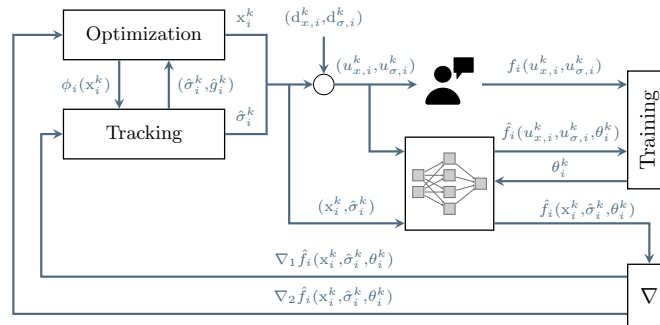 x_i^k
(d_{x,i}^k, d_{σ,i}^k)
Optimization
ϕ_i(x_i^k)
(σ̂_i^k, ĝ_i^k)
(u_{x,i}^k, u_{σ,i}^k)
f_i(u_{x,i}^k, u_{σ,i}^k)
Tracking
σ̂_i^k
f̂_i(u_{x,i}^k, u_{σ,i}^k, θ_i^k)
Training
θ_i^k
(x_i^k, σ̂_i^k)
f̂_i(x_i^k, σ̂_i^k, θ_i^k)
∇_1 f̂_i(x_i^k, σ̂_i^k, θ_i^k)
∇_2 f̂_i(x_i^k, σ̂_i^k, θ_i^k)
∇